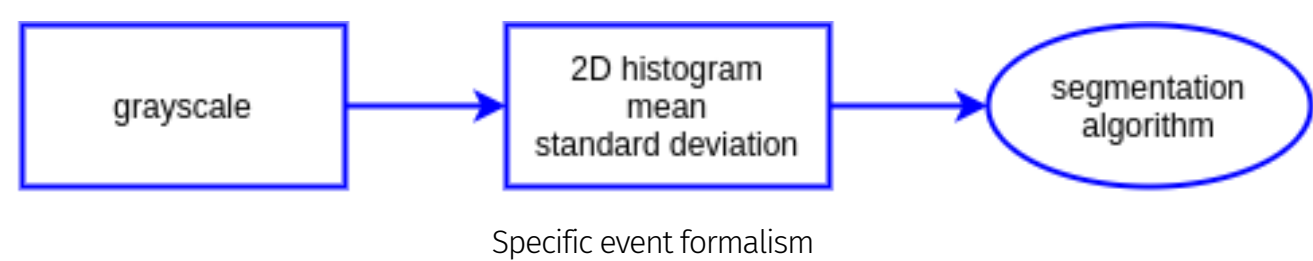 grayscale
2D histogram
mean
standard deviation
segmentation
algorithm
Specific event formalism